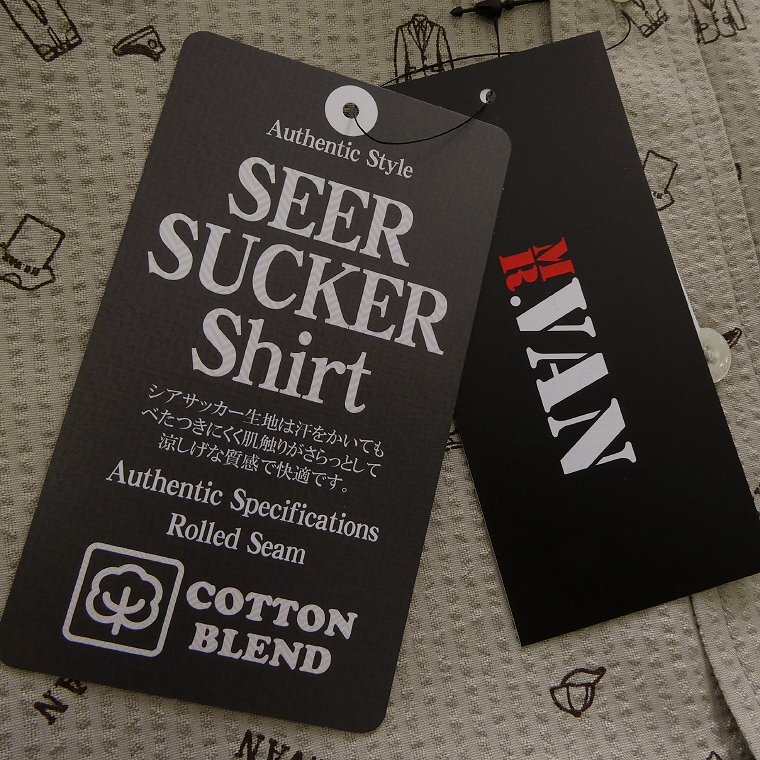 Authentic Style
SEER
SUCKER
Shirt
シアサッカー生地は汗をかいても
べたつきにくく肌触りがさらっとして
涼しげな質感で快適です。
Authentic Specifications
Rolled Seam
COTTON
BLEND
MR.VAN